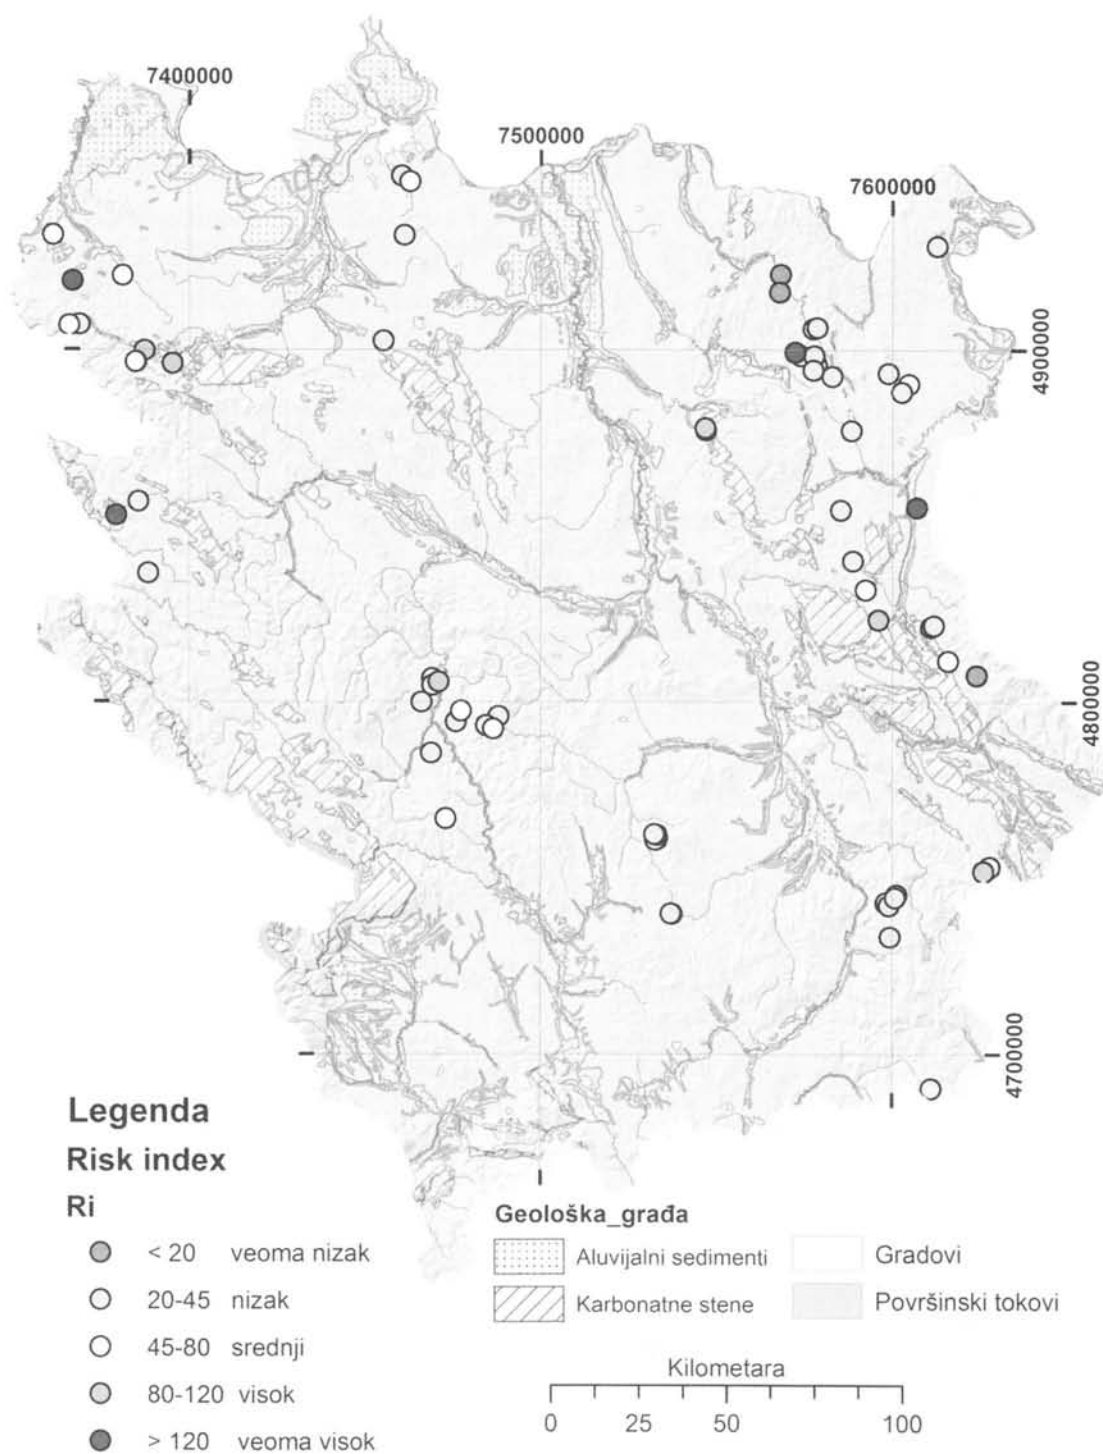 7400000
7500000
7600000
4900000
4800000
4700000
Legenda
Risk index
Ri
< 20 veoma nizak
20-45 nizak
45-80 srednji
80-120 visok
> 120 veoma visok
Geološka_građa
Aluvijalni sedimenti
Karbonatne stene
Gradovi
Površinski tokovi
Kilometara
0 25 50 100